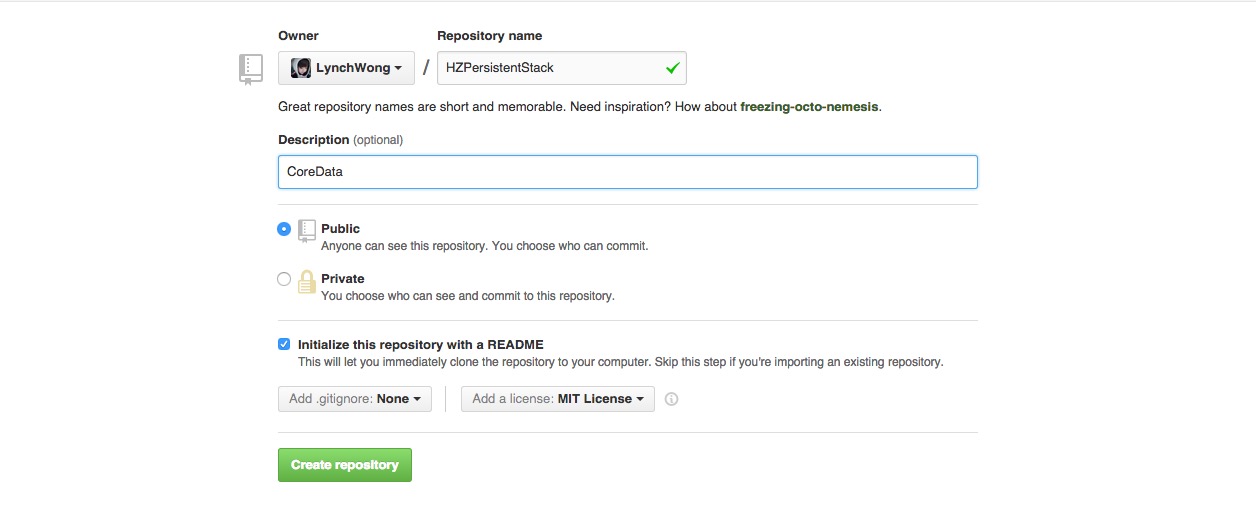 Owner Repository name
LynchWong / HZPersistentStack
Great repository names are short and memorable. Need inspiration? How about freezing-octo-nemesis.
Description (optional)
CoreData
Public
Anyone can see this repository. You choose who can commit.
Private
You choose who can see and commit to this repository.
Initialize this repository with a README
This will let you immediately clone the repository to your computer. Skip this step if you're importing an existing repository.
Add .gitignore: None Add a license: MIT License
Create repository